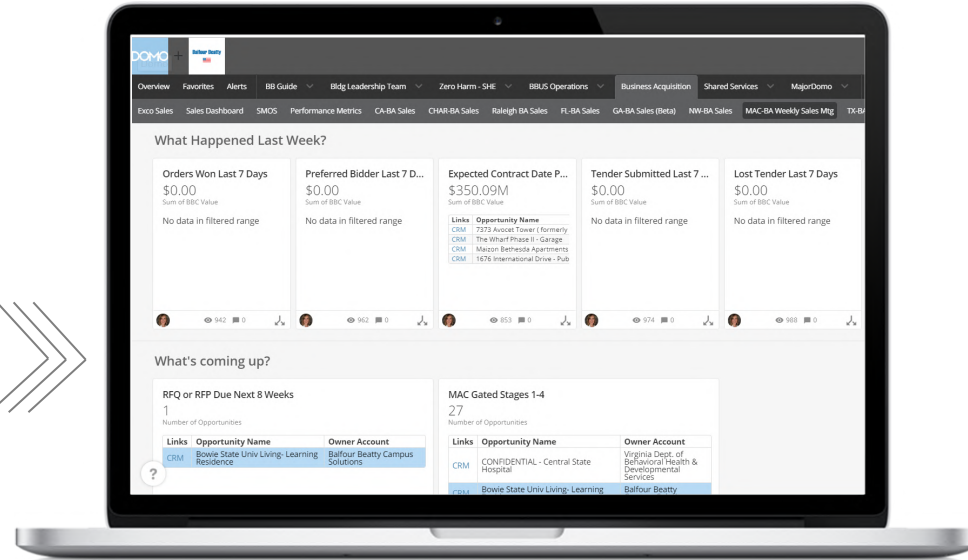 DOMO
+
Balfour Beatty
Overview Favorites Alerts BB Guide Bldg Leadership Team Zero Harm - SHE BBUS Operations Business Acquisition Shared Services MajorDomo
Exco Sales Sales Dashboard SMOS Performance Metrics CA-BA Sales CHAR-BA Sales Raleigh BA Sales FL-BA Sales GA-BA Sales (Beta) NW-BA Sales MAC-BA Weekly Sales Mtg TX-BA
What Happened Last Week?
Orders Won Last 7 Days
$0.00
Sum of BBC Value
No data in filtered range
942 0
Preferred Bidder Last 7 D...
$0.00
Sum of BBC Value
No data in filtered range
962 0
Expected Contract Date P...
$350.09M
Sum of BBC Value
Links Opportunity Name
CRM 7373 Avocet Tower ( formerly
CRM The Wharf Phase II - Garage
CRM Maizon Bethesda Apartments
CRM 1676 International Drive - Pub
853 0
Tender Submitted Last 7 ...
$0.00
Sum of BBC Value
No data in filtered range
974 0
Lost Tender Last 7 Days
$0.00
Sum of BBC Value
No data in filtered range
988 0
What's coming up?
RFQ or RFP Due Next 8 Weeks
1
Number of Opportunities
Links Opportunity Name Owner Account
CRM Bowie State Univ Living- Learning Balfour Beatty Campus
Residence Solutions
?
MAC Gated Stages 1-4
27
Number of Opportunities
Links Opportunity Name Owner Account
CRM CONFIDENTIAL - Central State Virginia Dept. of
Hospital Behavioral Health &
Developmental
Services
CRM Bowie State Univ Living- Learning Balfour Beatty